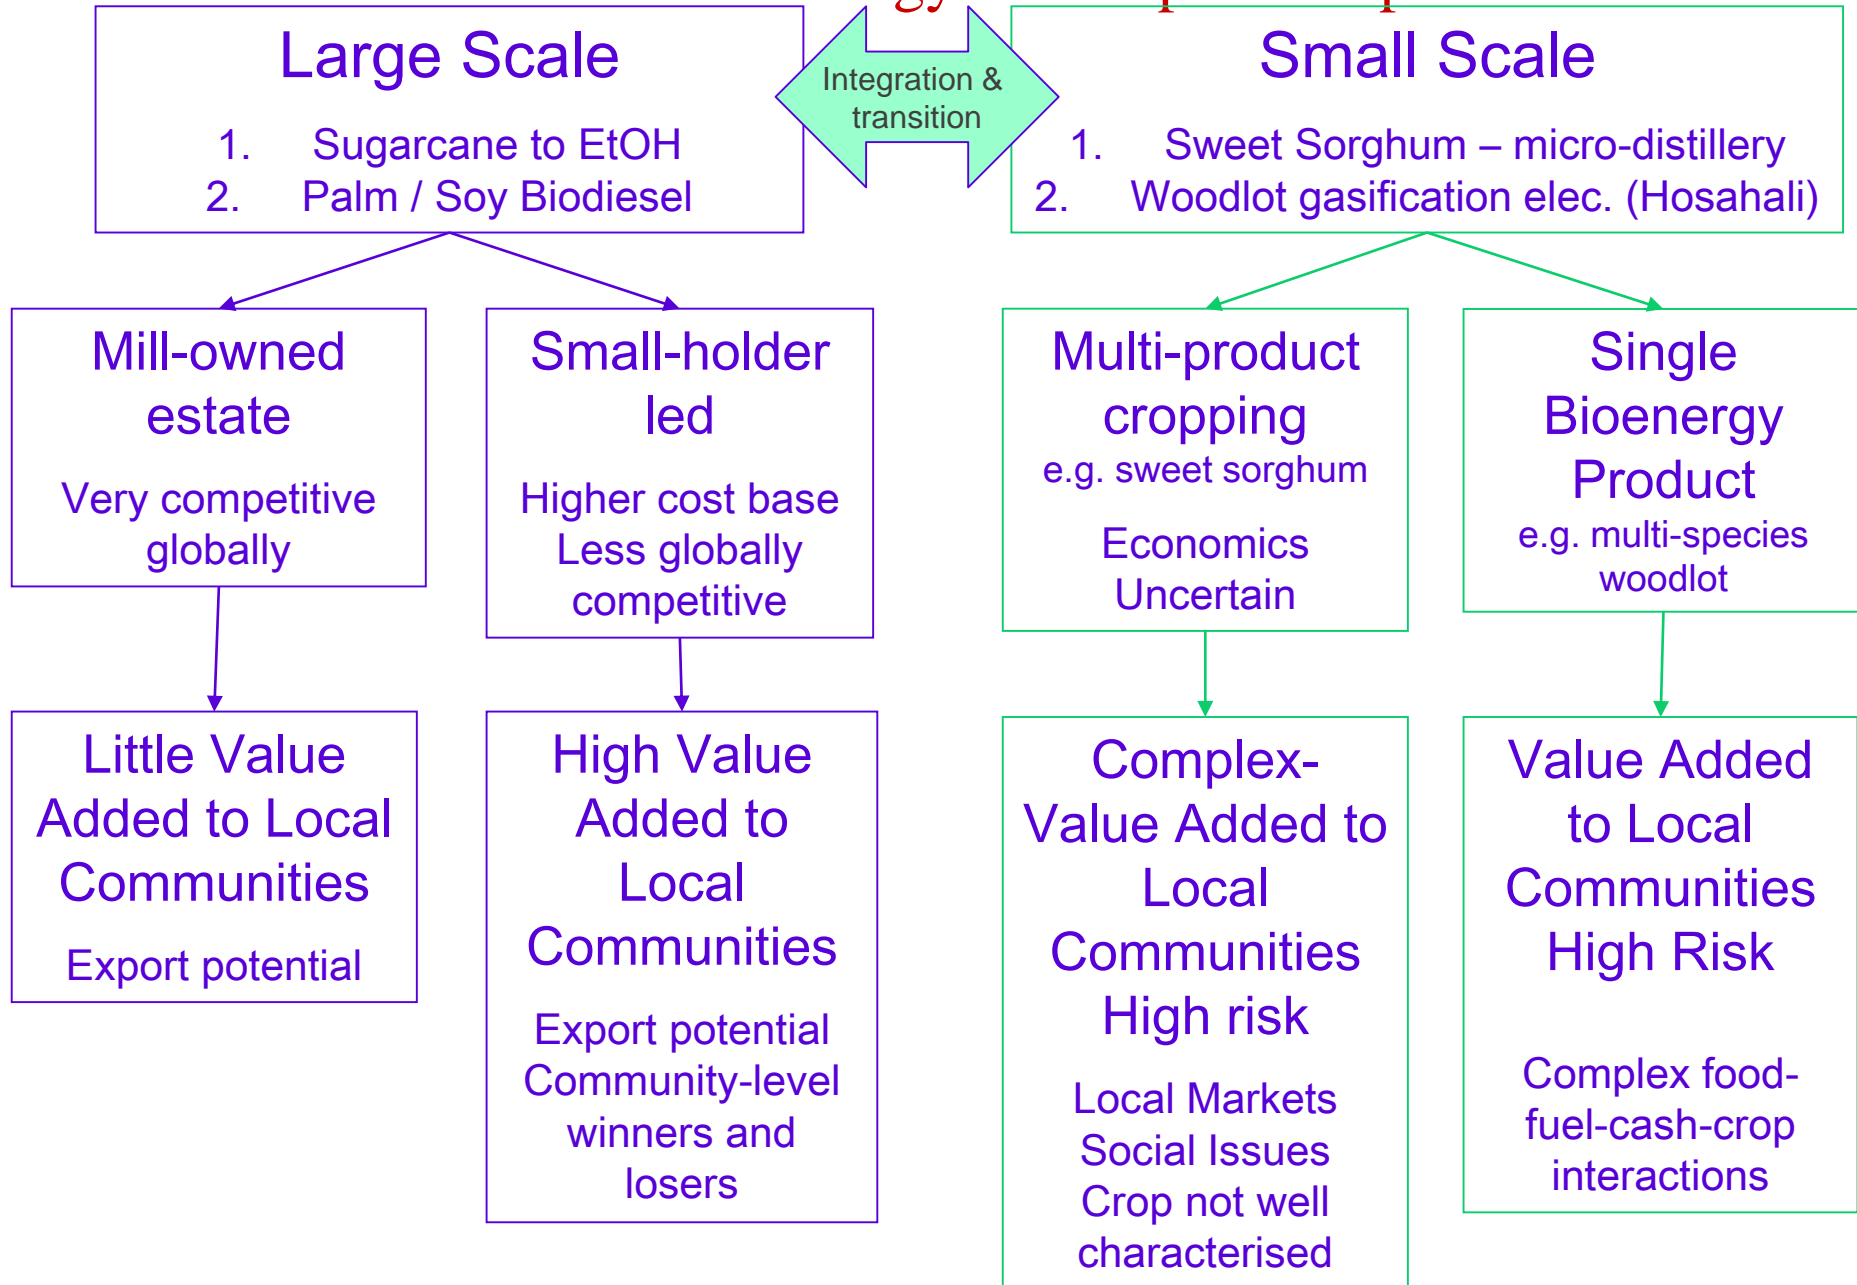 Large Scale
1. Sugarcane to EtOH
2. Palm / Soy Biodiesel
Integration &
transition
Small Scale
1. Sweet Sorghum – micro-distillery
2. Woodlot gasification elec. (Hosahali)
Mill-owned
estate
Very competitive
globally
Small-holder
led
Higher cost base
Less globally
competitive
Multi-product
cropping
e.g. sweet sorghum
Economics
Uncertain
Single
Bioenergy
Product
e.g. multi-species
woodlot
Little Value
Added to Local
Communities
Export potential
High Value
Added to
Local
Communities
Export potential
Community-level
winners and
losers
Complex-
Value Added to
Local
Communities
High risk
Local Markets
Social Issues
Crop not well
characterised
Value Added
to Local
Communities
High Risk
Complex food-
fuel-cash-crop
interactions